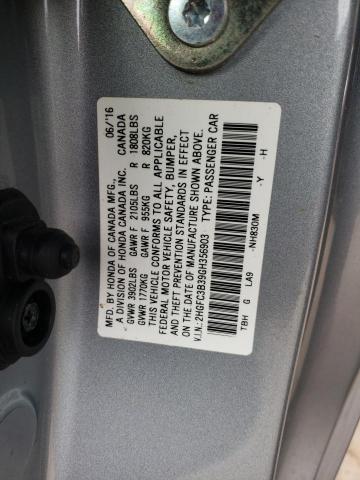 MFD. BY HONDA OF CANADA MFG., 06/'16
A DIVISION OF HONDA CANADA INC. CANADA
GVWR 3902LBS GAWR F 2105LBS R 1808LBS
GVWR 1770KG GAWR F 955KG R 820KG
THIS VEHICLE CONFORMS TO ALL APPLICABLE
FEDERAL MOTOR VEHICLE SAFETY, BUMPER,
AND THEFT PREVENTION STANDARDS IN EFFECT
ON THE DATE OF MANUFACTURE SHOWN ABOVE.
V.I.N.: 2HGFC3B39GH356903 TYPE: PASSENGER CAR
TBH G LA9 -NH830M -Y -H